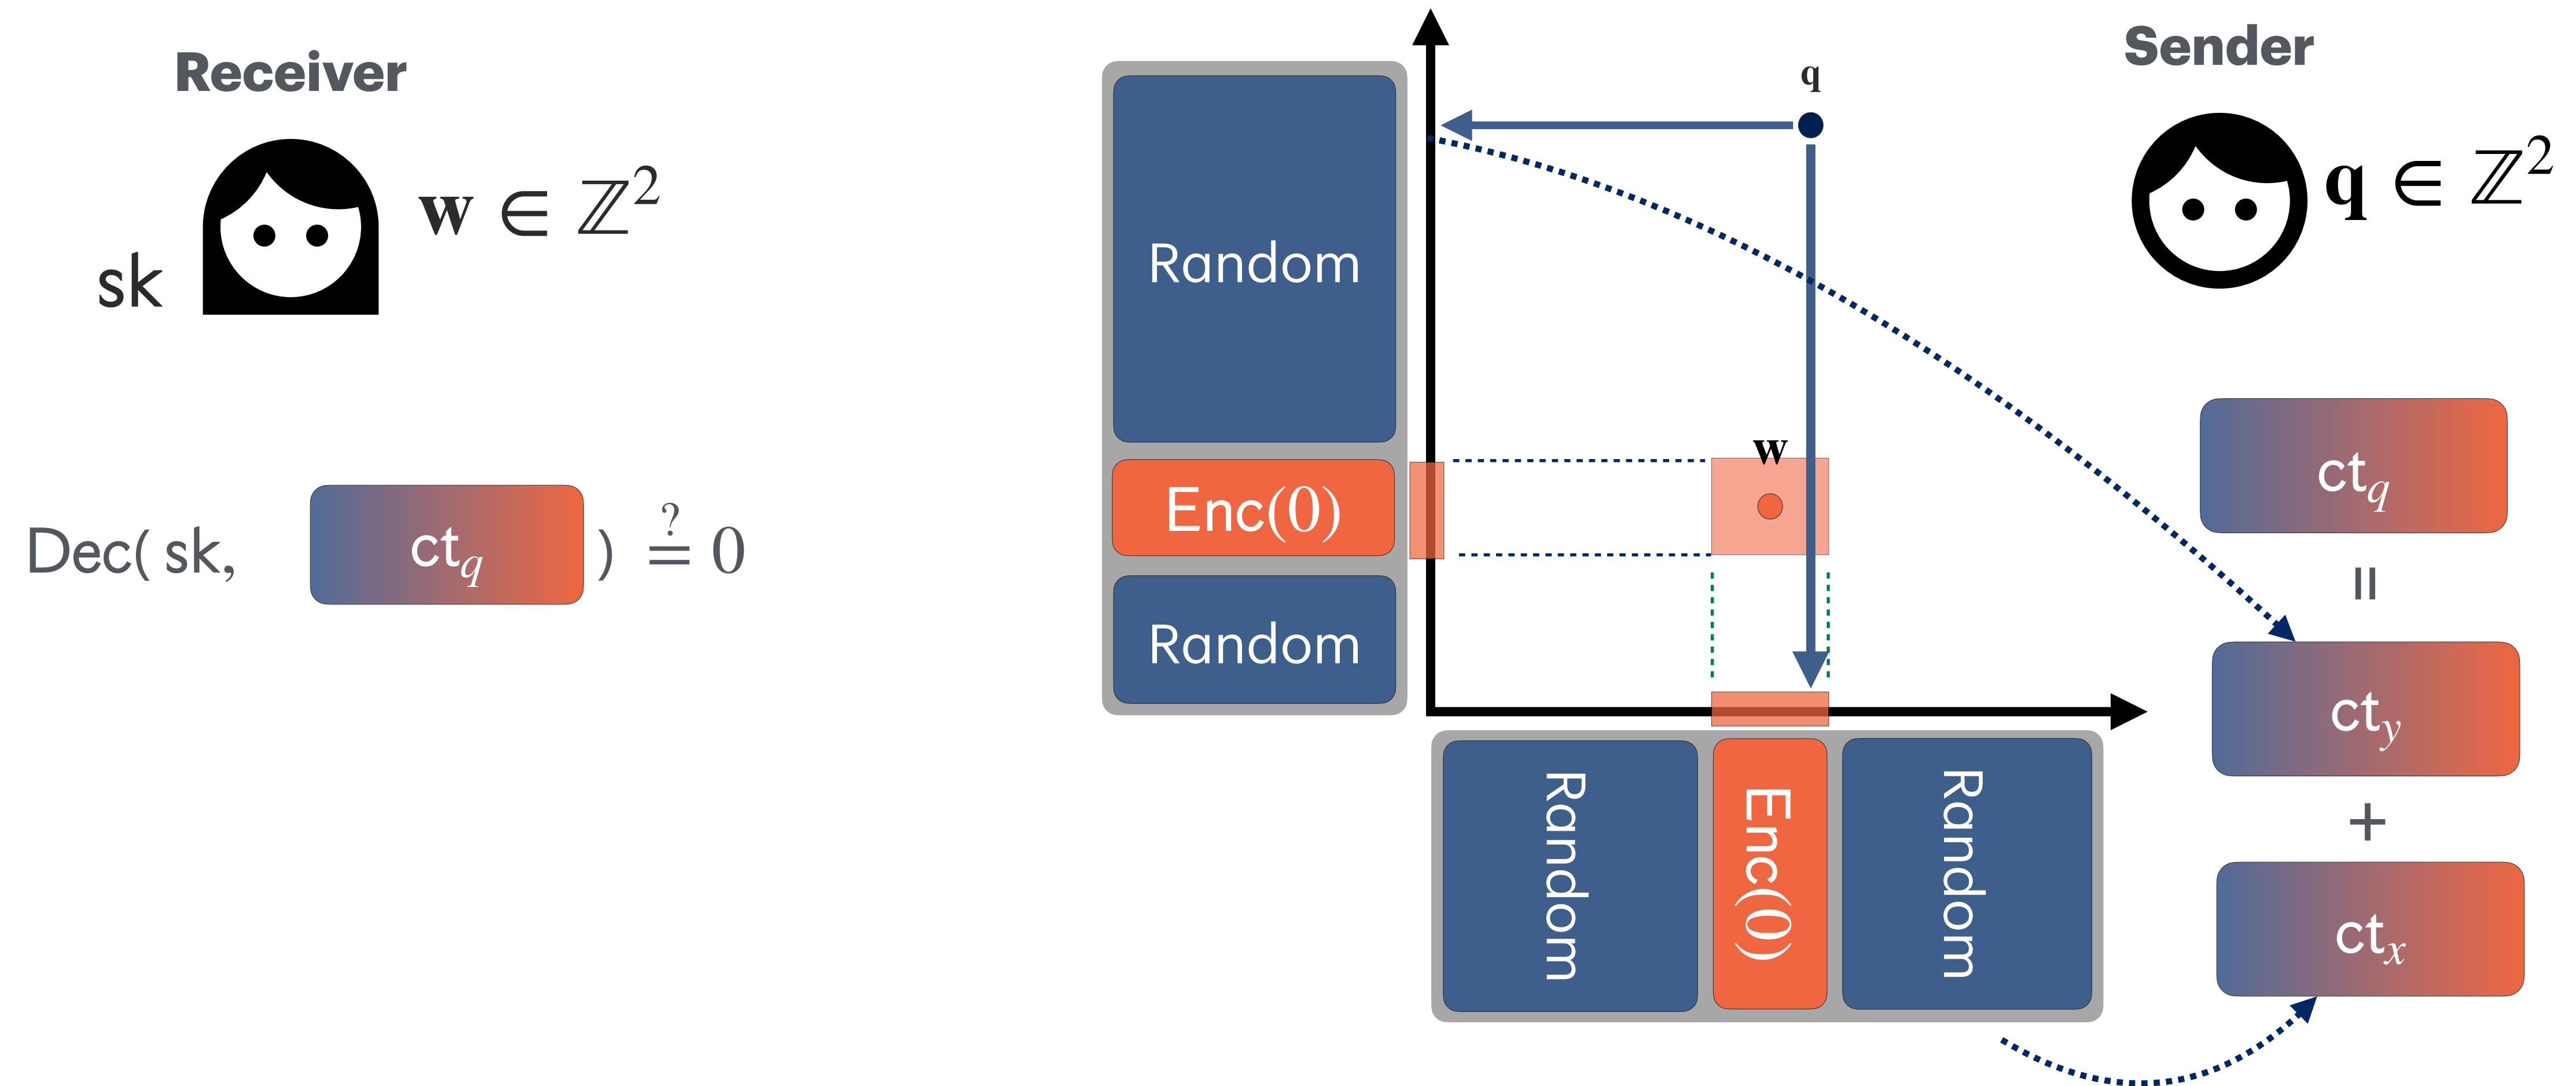 Receiver
sk
w ∈ ℤ²
Dec( sk, ct_q ) ≟ 0
Random
Enc(0)
Random
q
w
Random
Enc(0)
Random
Sender
q ∈ ℤ²
ct_q
=
ct_y
+
ct_x